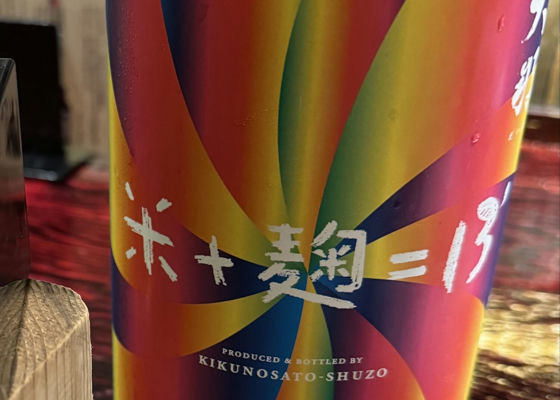 米+麹=13
PRODUCED & BOTTLED BY
KIKUNOSATO-SHUZO